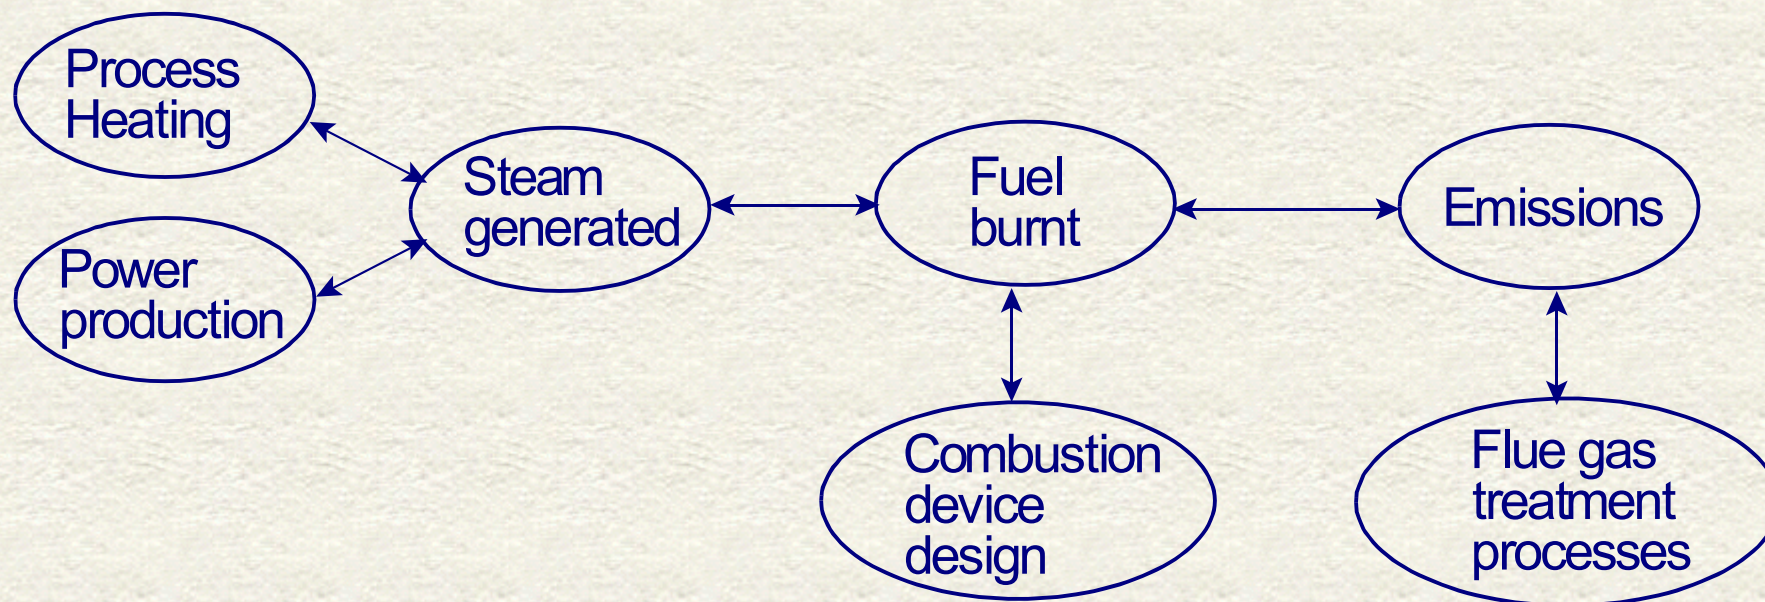 Process
Heating
Power
production
Steam
generated
Fuel
burnt
Emissions
Combustion
device
design
Flue gas
treatment
processes